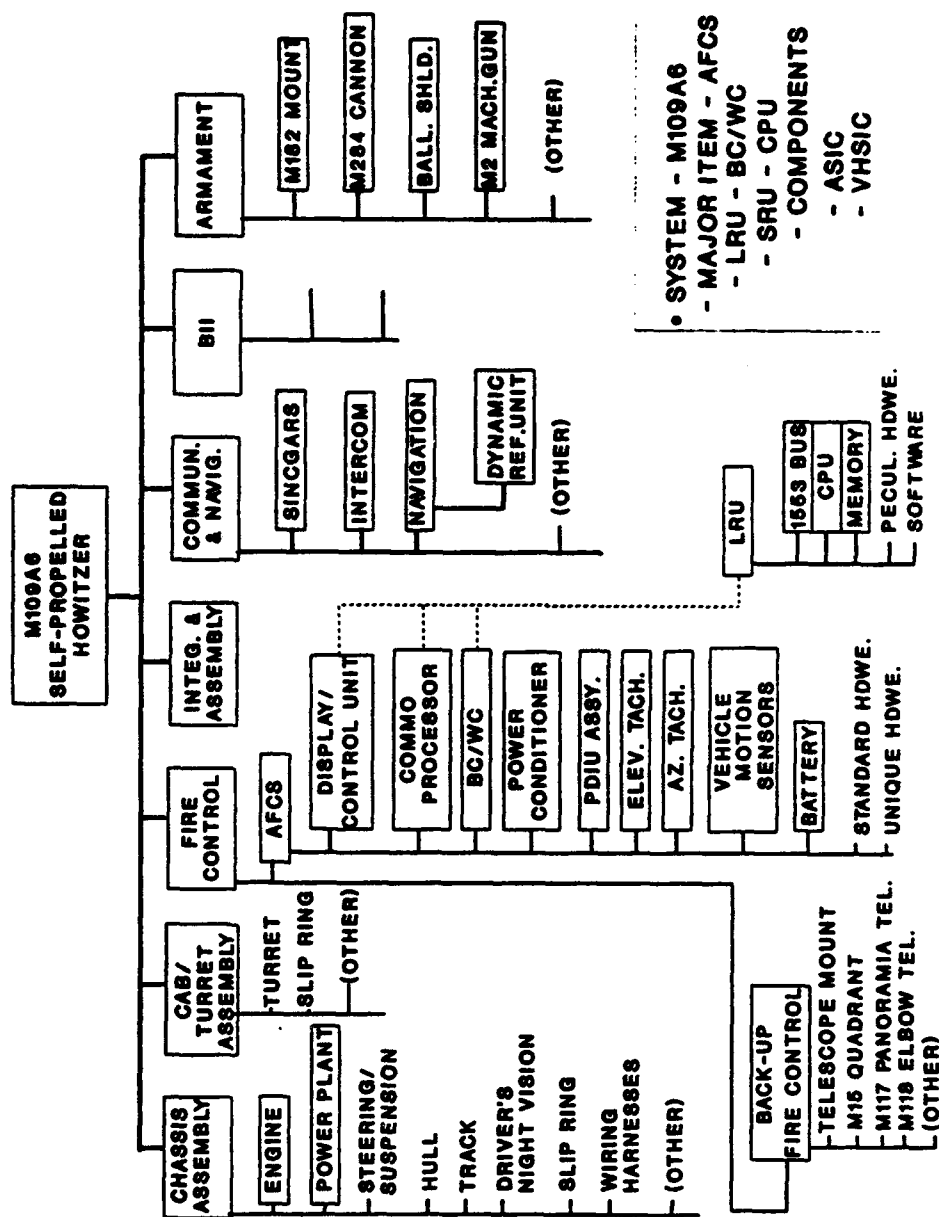 M109A6
SELF-PROPELLED
HOWITZER
CHASSIS
ASSEMBLY
ENGINE
POWER PLANT
STEERING/
SUSPENSION
HULL
TRACK
DRIVER'S
NIGHT VISION
SLIP RING
WIRING
HARNESSES
(OTHER)
CAB/
TURRET
ASSEMBLY
TURRET
SLIP RING
(OTHER)
FIRE
CONTROL
AFCS
DISPLAY/
CONTROL UNIT
COMMO
PROCESSOR
BC/WC
POWER
CONDITIONER
PDIU ASSY.
ELEV. TACH.
AZ. TACH.
VEHICLE
MOTION
SENSORS
BATTERY
STANDARD HDWE.
UNIQUE HDWE.
BACK-UP
FIRE CONTROL
TELESCOPE MOUNT
M15 QUADRANT
M117 PANORAMIA TEL.
M118 ELBOW TEL.
(OTHER)
INTEG. &
ASSEMBLY
COMMUN.
& NAVIG.
SINCGARS
INTERCOM
NAVIGATION
DYNAMIC
REF.UNIT
(OTHER)
LRU
1553 BUS
CPU
MEMORY
PECUL. HDWE.
SOFTWARE
BII
ARMAMENT
M182 MOUNT
M284 CANNON
BALL. SHLD.
M2 MACH.GUN
(OTHER)
• SYSTEM - M109A6
- MAJOR ITEM - AFCS
- LRU - BC/WC
- SRU - CPU
- COMPONENTS
- ASIC
- VHSIC